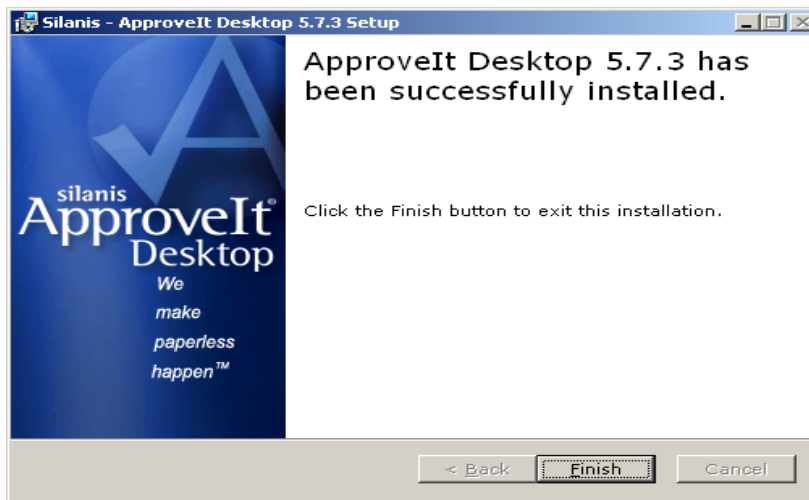 Silanis - ApproveIt Desktop 5.7.3 Setup
ApproveIt Desktop 5.7.3 has
been successfully installed.
Click the Finish button to exit this installation.
silanis
ApproveIt®
Desktop
We
make
paperless
happen™
< Back
Finish
Cancel